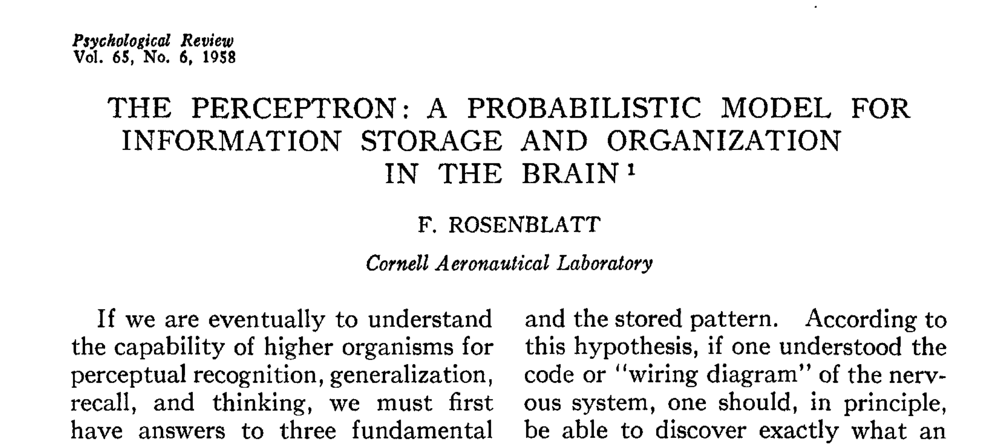 Psychological Review
Vol. 65, No. 6, 1958
THE PERCEPTRON: A PROBABILISTIC MODEL FOR
INFORMATION STORAGE AND ORGANIZATION
IN THE BRAIN ¹
F. ROSENBLATT
Cornell Aeronautical Laboratory
If we are eventually to understand
the capability of higher organisms for
perceptual recognition, generalization,
recall, and thinking, we must first
have answers to three fundamental
and the stored pattern. According to
this hypothesis, if one understood the
code or "wiring diagram" of the nerv-
ous system, one should, in principle,
be able to discover exactly what an